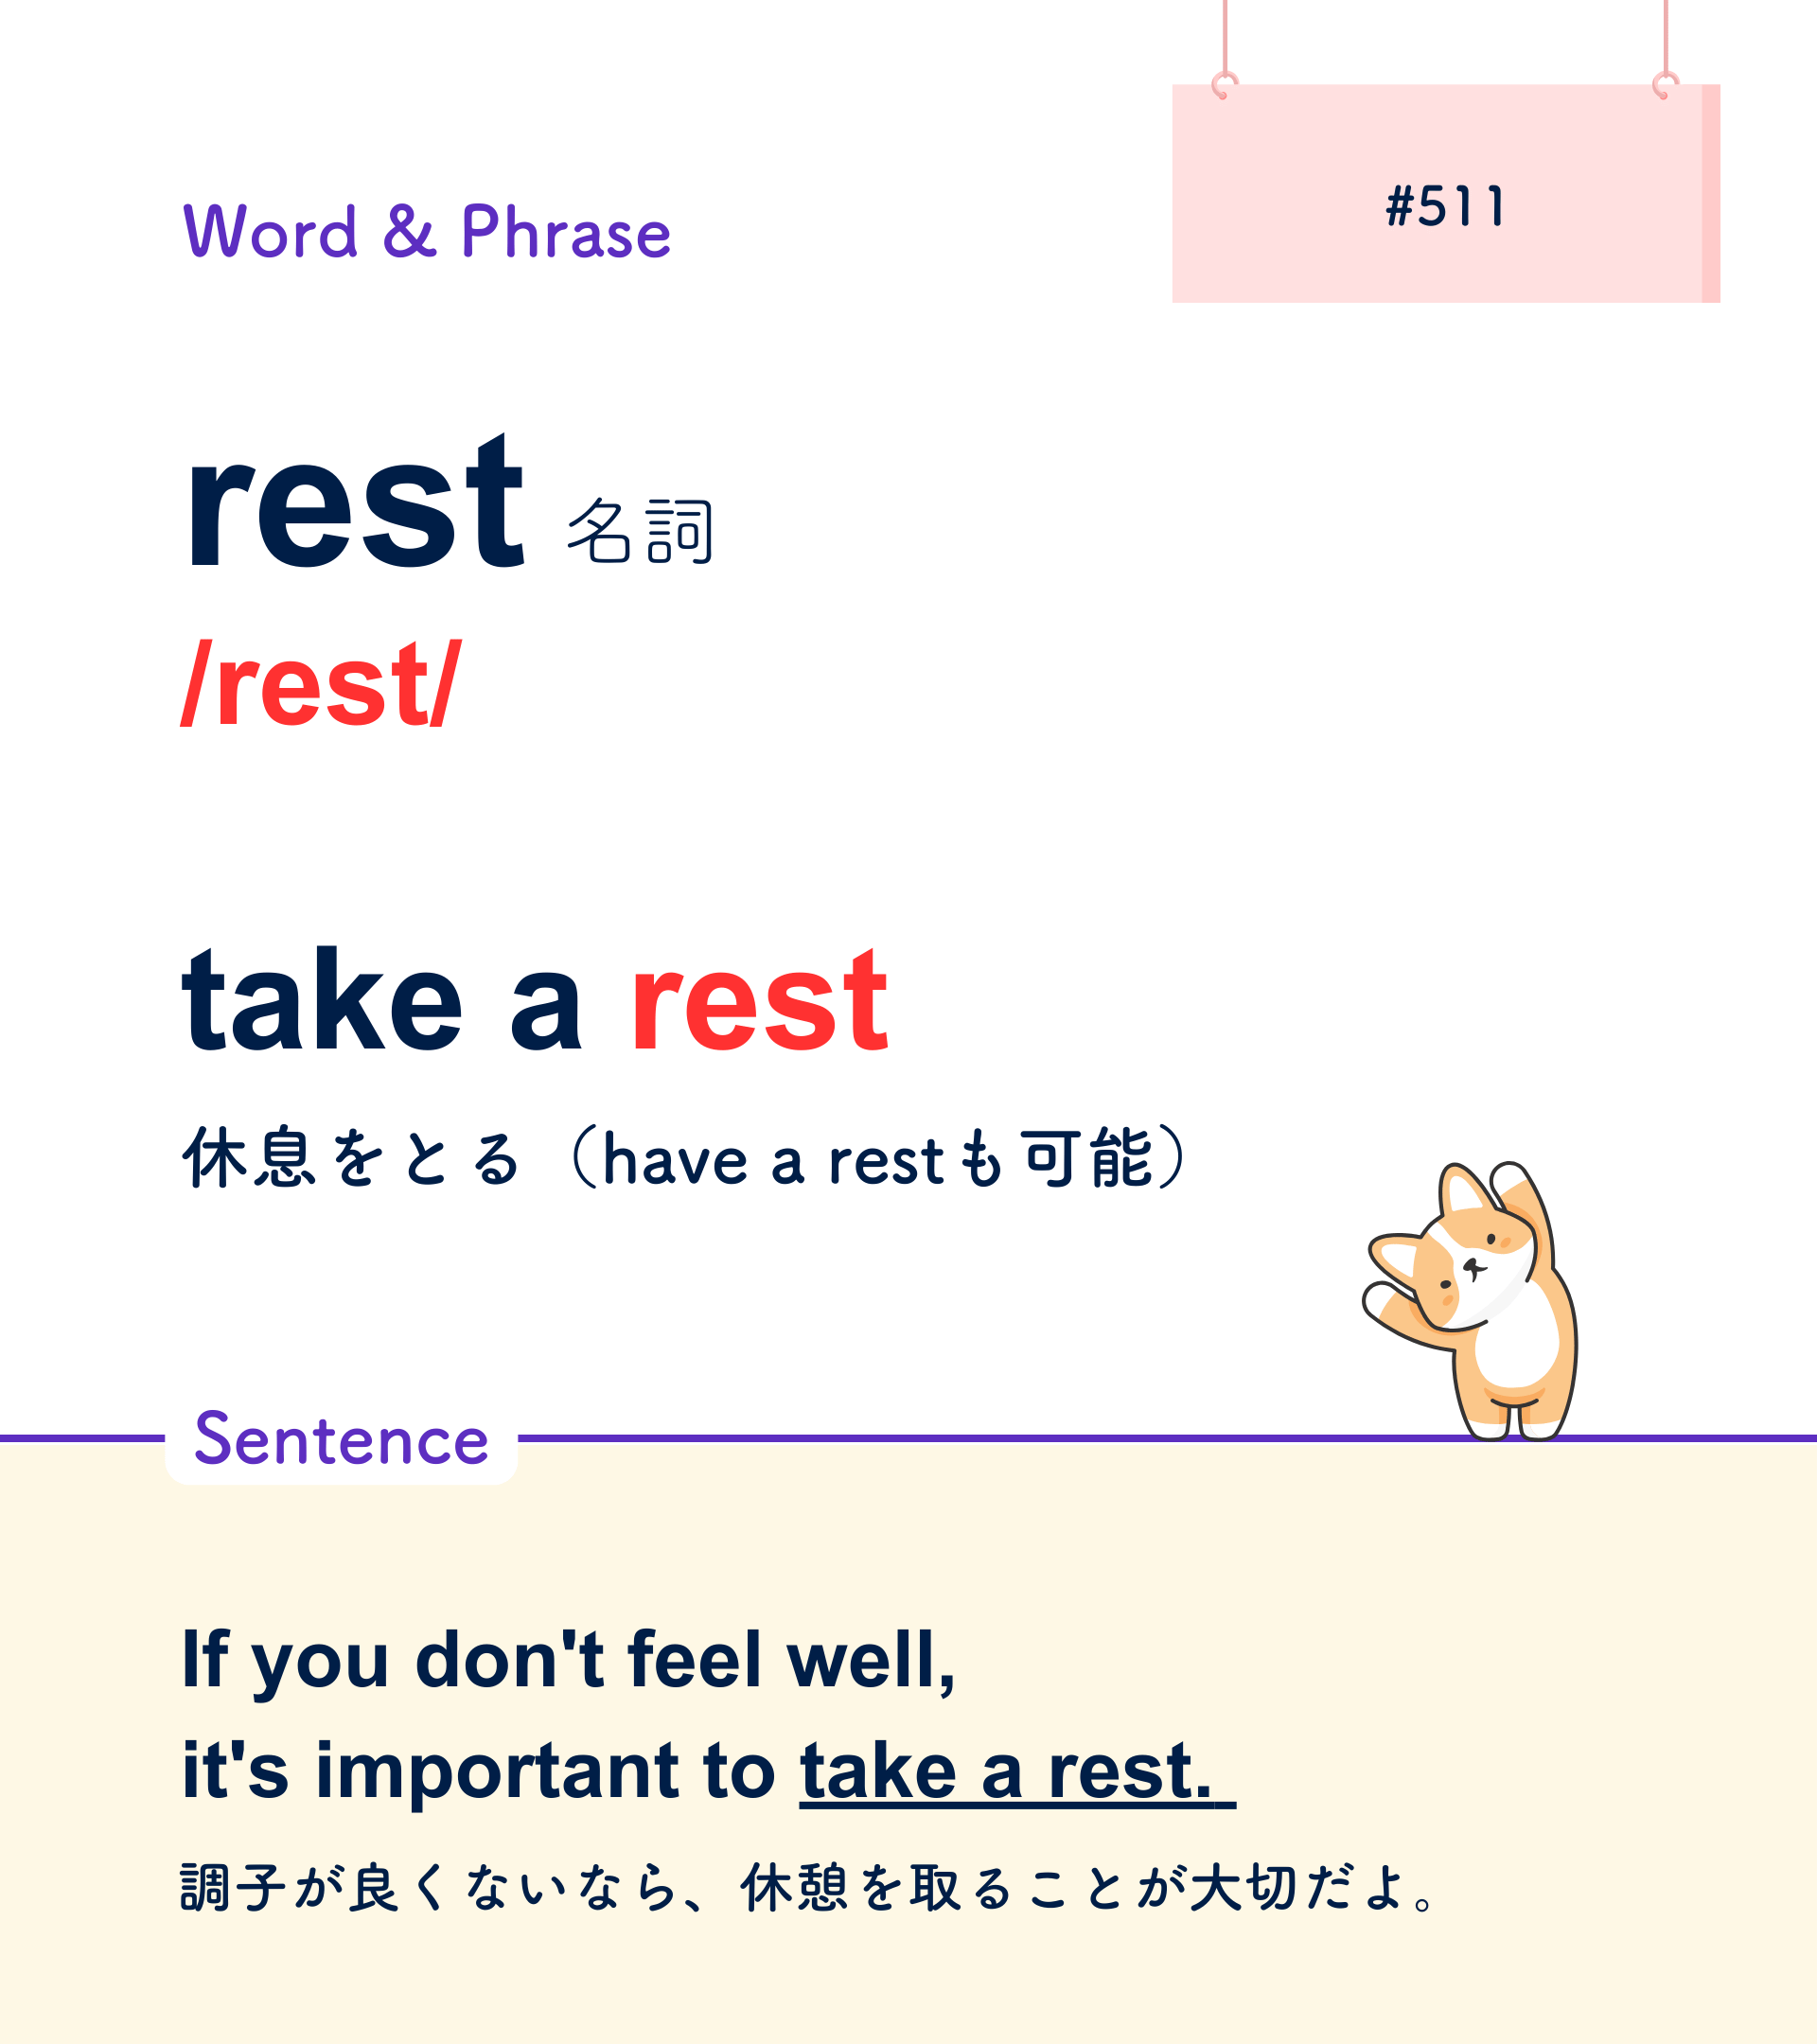 #511
Word & Phrase
rest 名詞
/rest/
take a rest
休息をとる（have a restも可能）
Sentence
If you don't feel well,
it's important to take a rest.
調子が良くないなら、休憩を取ることが大切だよ。